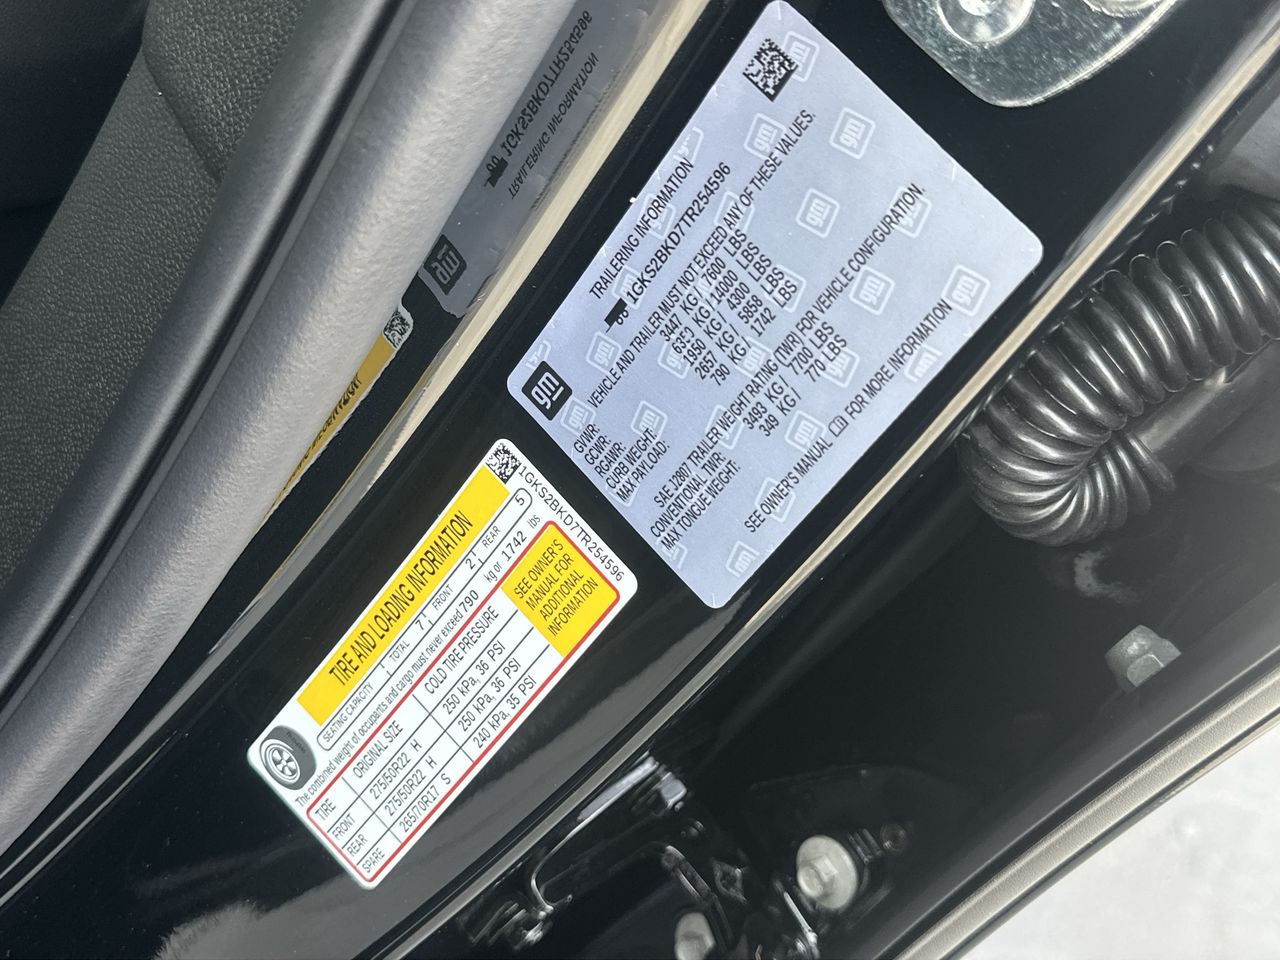 gm
TRAILERING INFORMATION
1GKS2BKD7TR254596
VEHICLE AND TRAILER MUST NOT EXCEED ANY OF THESE VALUES.
GVWR: 3447 KG / 7600 LBS
GCWR: 6350 KG / 14000 LBS
RGAWR: 1950 KG / 4300 LBS
CURB WEIGHT: 2657 KG / 5858 LBS
MAX PAYLOAD: 790 KG / 1742 LBS
SAE J2807 TRAILER WEIGHT RATING (TWR) FOR VEHICLE CONFIGURATION.
CONVENTIONAL TWR: 3493 KG / 7700 LBS
MAX TONGUE WEIGHT: 349 KG / 770 LBS
SEE OWNER'S MANUAL FOR MORE INFORMATION
1GKS2BKD7TR254596
TIRE AND LOADING INFORMATION
SEATING CAPACITY TOTAL 7 FRONT 2 REAR 5
The combined weight of occupants and cargo must never exceed 790 kg or 1742 lbs
TIRE ORIGINAL SIZE COLD TIRE PRESSURE
FRONT 275/50R22 H 250 kPa, 36 PSI
REAR 275/50R22 H 250 kPa, 36 PSI
SPARE 265/70R17 S 240 kPa, 35 PSI
SEE OWNER'S
MANUAL FOR
ADDITIONAL
INFORMATION